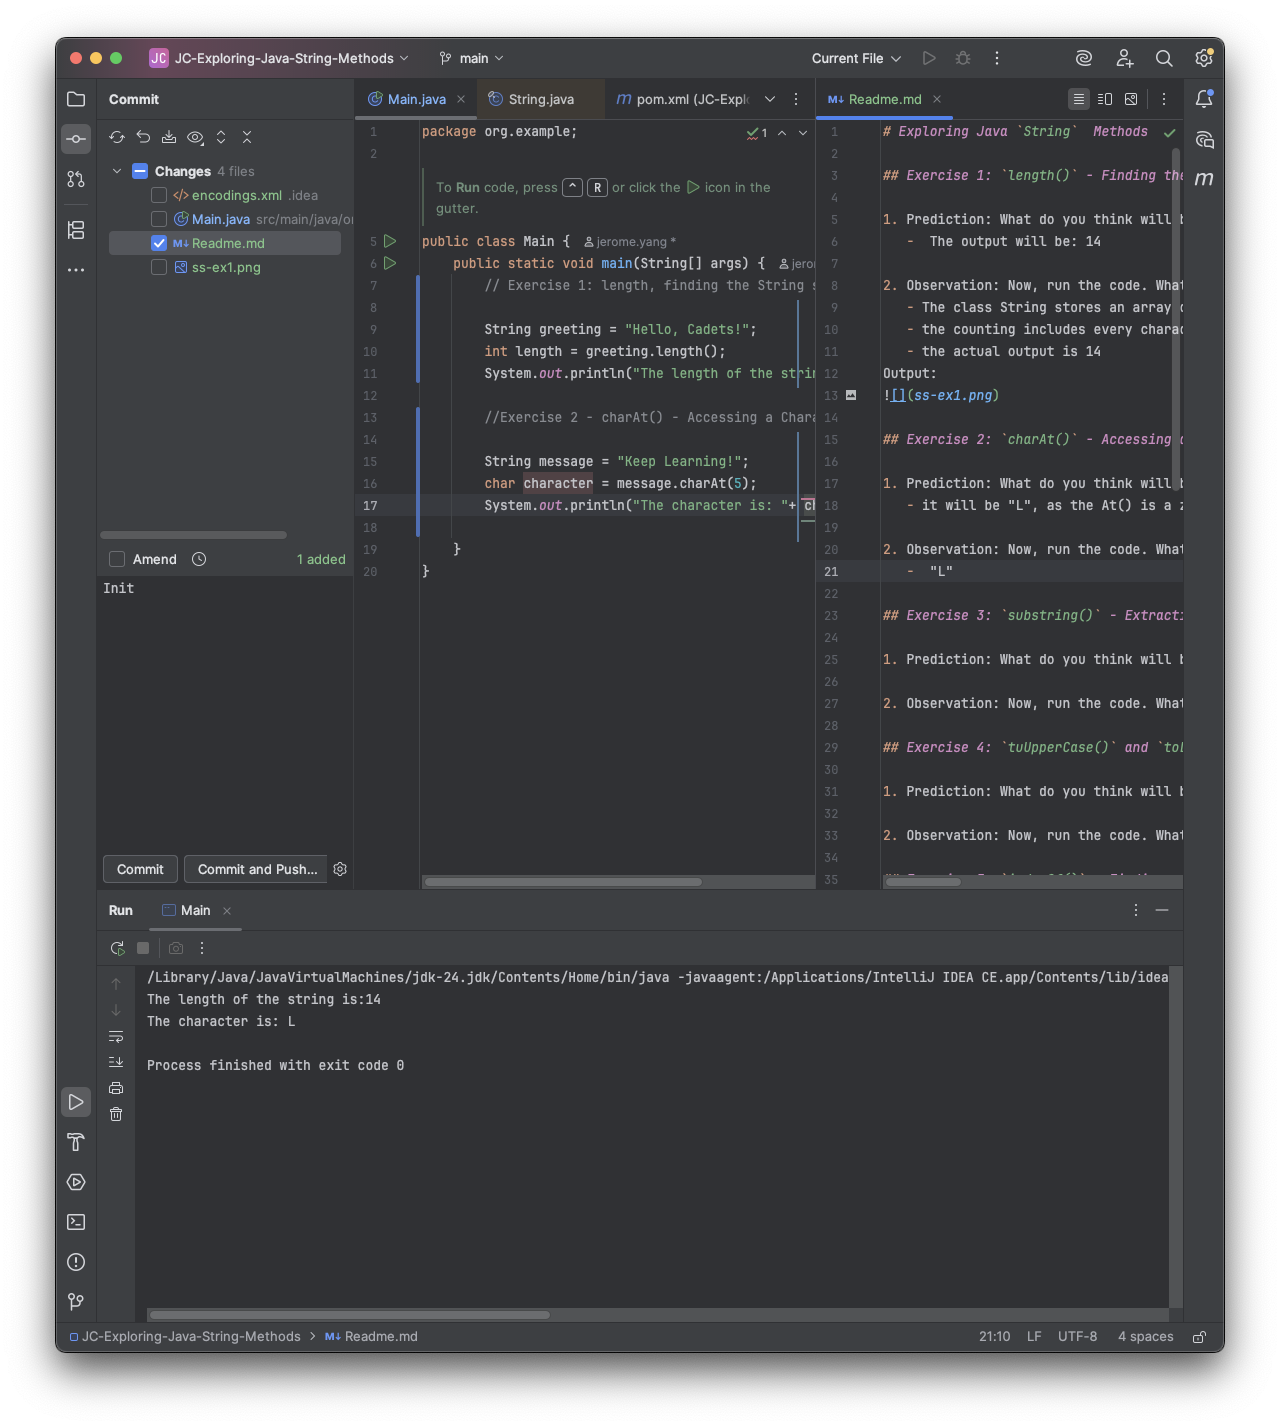 JC JC-Exploring-Java-String-Methods main Current File
Commit
Changes 4 files
encodings.xml .idea
Main.java src/main/java/or
Readme.md
ss-ex1.png
Amend 1 added
Init
Commit Commit and Push...
Main.java String.java pom.xml (JC-Expl
1 package org.example; 1
2
To Run code, press ^ R or click the icon in the
gutter.
5 public class Main { jerome.yang *
6 public static void main(String[] args) { jerom
7 // Exercise 1: length, finding the String s
8
9 String greeting = "Hello, Cadets!";
10 int length = greeting.length();
11 System.out.println("The length of the strin
12
13 //Exercise 2 - charAt() - Accessing a Chara
14
15 String message = "Keep Learning!";
16 char character = message.charAt(5);
17 System.out.println("The character is: "+ ch
18
19 }
20 }
Readme.md
1 # Exploring Java `String` Methods
2
3 ## Exercise 1: `length()` - Finding the
4
5 1. Prediction: What do you think will b
6 - The output will be: 14
7
8 2. Observation: Now, run the code. What
9 - The class String stores an array o
10 - the counting includes every charac
11 - the actual output is 14
12 Output:
13 ![](ss-ex1.png)
14
15 ## Exercise 2: `charAt()` - Accessing a
16
17 1. Prediction: What do you think will b
18 - it will be "L", as the At() is a z
19
20 2. Observation: Now, run the code. What
21 - "L"
22
23 ## Exercise 3: `substring()` - Extracti
24
25 1. Prediction: What do you think will b
26
27 2. Observation: Now, run the code. What
28
29 ## Exercise 4: `tuUpperCase()` and `toL
30
31 1. Prediction: What do you think will b
32
33 2. Observation: Now, run the code. What
34
35
Run Main
/Library/Java/JavaVirtualMachines/jdk-24.jdk/Contents/Home/bin/java -javaagent:/Applications/IntelliJ IDEA CE.app/Contents/lib/idea
The length of the string is:14
The character is: L
Process finished with exit code 0
JC-Exploring-Java-String-Methods > Readme.md 21:10 LF UTF-8 4 spaces